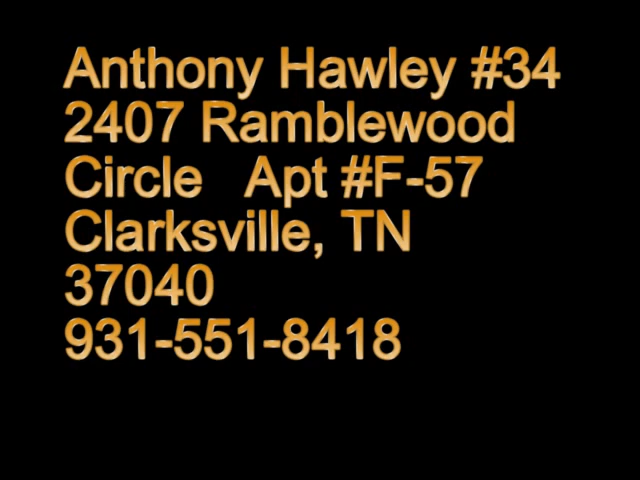 Anthony Hawley #34
2407 Ramblewood
Circle Apt #F-57
Clarksville, TN
37040
931-551-8418